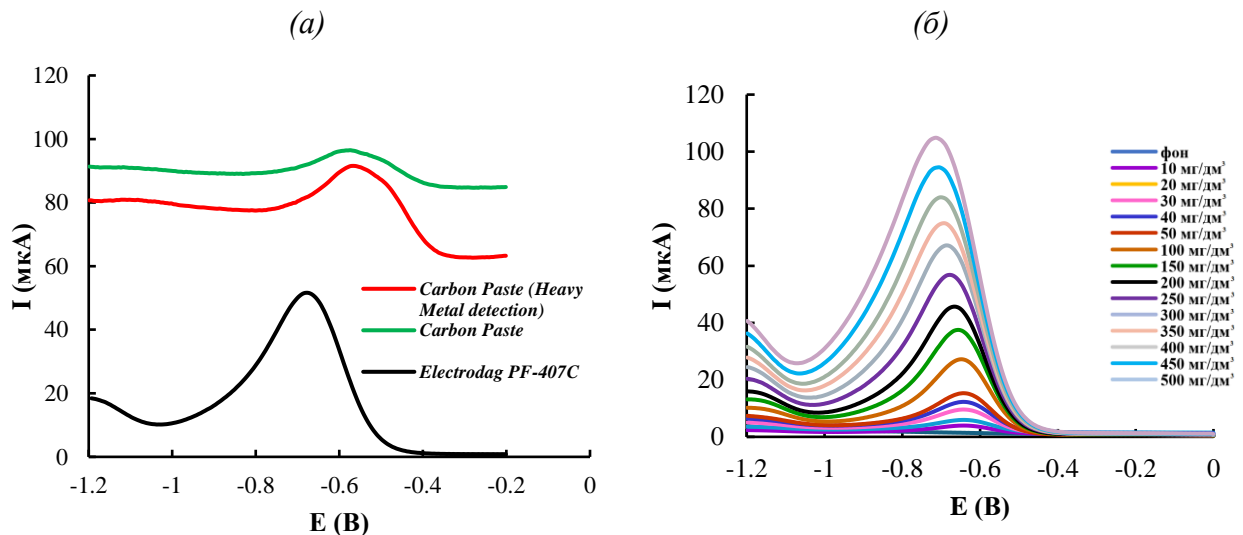 (а)
120
100
80
60
40
20
0
-1.2 -1 -0.8 -0.6 -0.4 -0.2 0
I (мкА)
E (В)
Carbon Paste (Heavy
Metal detection)
Carbon Paste
Electrodag PF-407C
(б)
120
100
80
60
40
20
0
-1.2 -1 -0.8 -0.6 -0.4 -0.2 0
I (мкА)
E (В)
фон
10 мг/дм³
20 мг/дм³
30 мг/дм³
40 мг/дм³
50 мг/дм³
100 мг/дм³
150 мг/дм³
200 мг/дм³
250 мг/дм³
300 мг/дм³
350 мг/дм³
400 мг/дм³
450 мг/дм³
500 мг/дм³